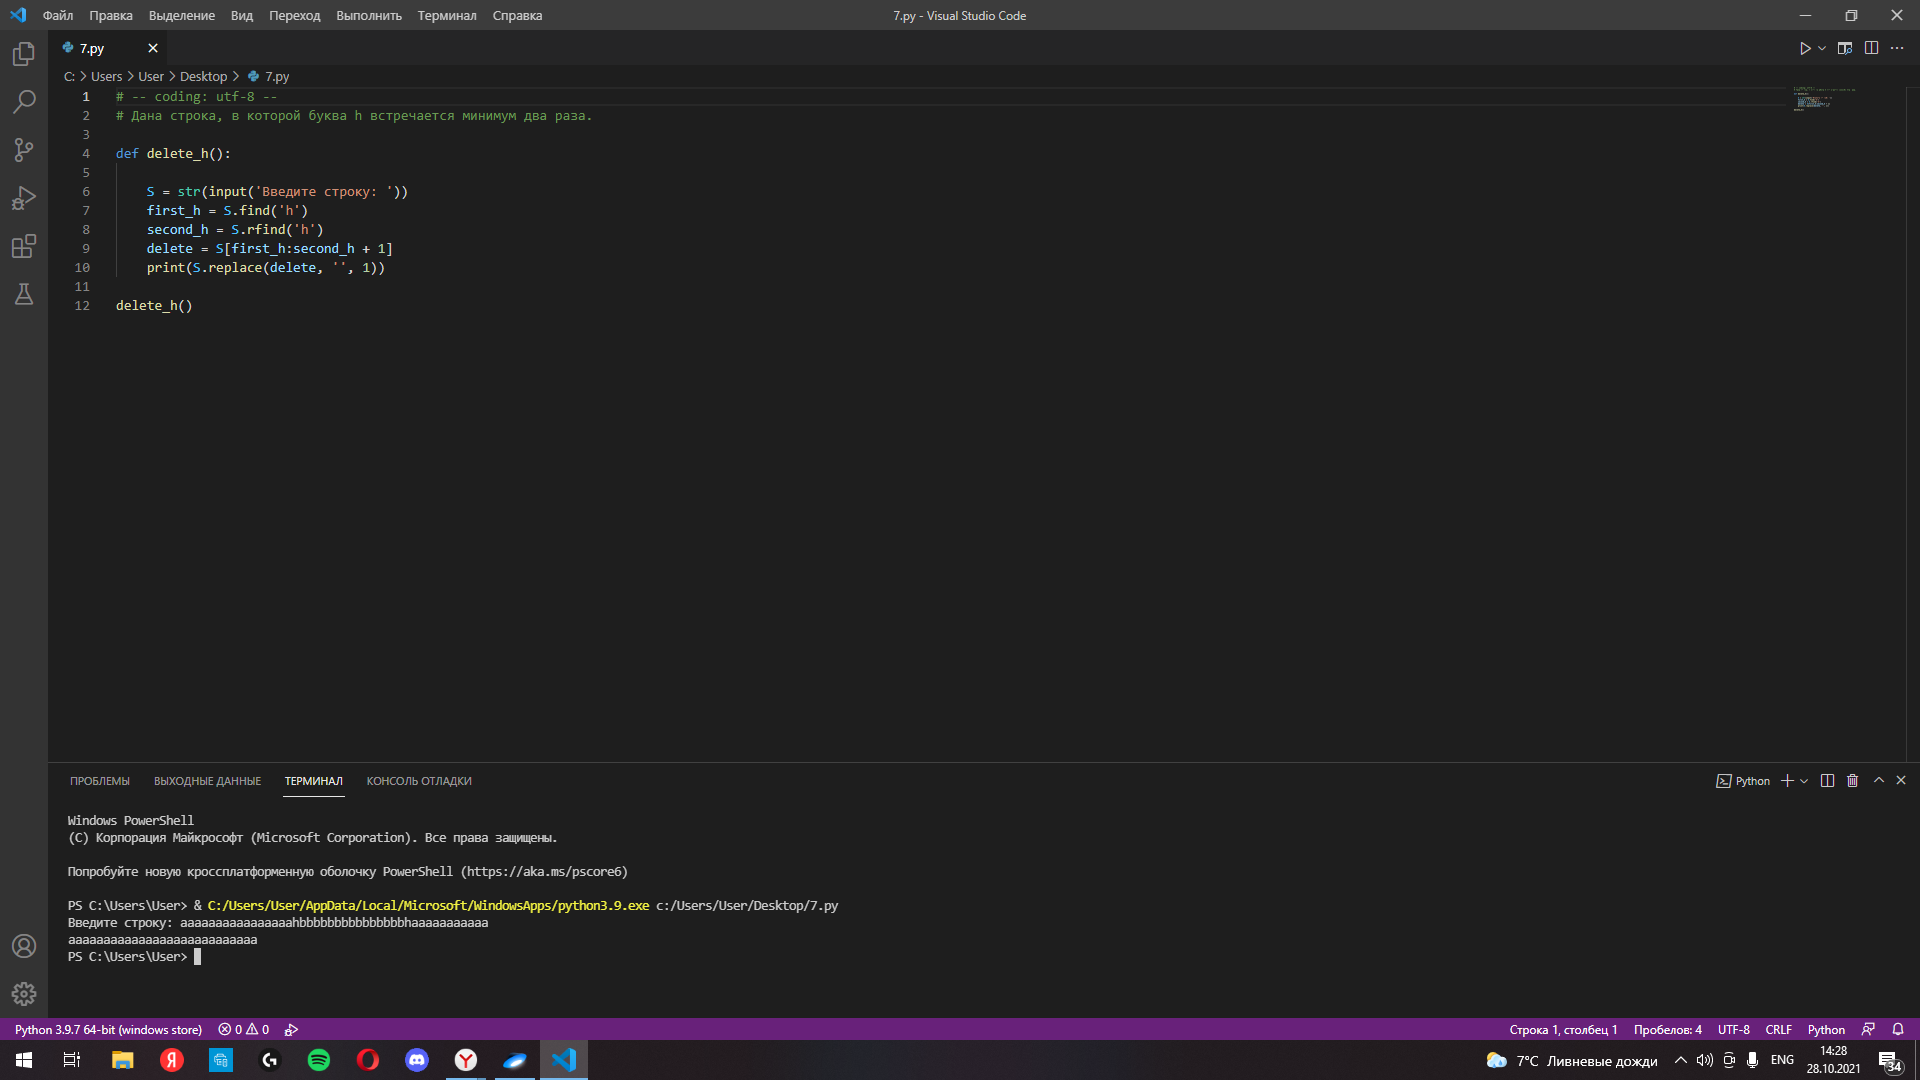 Файл Правка Выделение Вид Переход Выполнить Терминал Справка
7.py - Visual Studio Code
7.py
C: Users User Desktop 7.py
1 # -- coding: utf-8 --
2 # Дана строка, в которой буква h встречается минимум два раза.
3
4 def delete_h():
5
6 S = str(input('Введите строку: '))
7 first_h = S.find('h')
8 second_h = S.rfind('h')
9 delete = S[first_h:second_h + 1]
10 print(S.replace(delete, '', 1))
11
12 delete_h()
ПРОБЛЕМЫ ВЫХОДНЫЕ ДАННЫЕ ТЕРМИНАЛ КОНСОЛЬ ОТЛАДКИ
Python
Windows PowerShell
(C) Корпорация Майкрософт (Microsoft Corporation). Все права защищены.
Попробуйте новую кроссплатформенную оболочку PowerShell (https://aka.ms/pscore6)
PS C:\Users\User> & C:/Users/User/AppData/Local/Microsoft/WindowsApps/python3.9.exe c:/Users/User/Desktop/7.py
Введите строку: aaaaaaaaaaaaaaaahbbbbbbbbbbbbbbbhaaaaaaaaaaa
aaaaaaaaaaaaaaaaaaaaaaaaaaa
PS C:\Users\User>
Python 3.9.7 64-bit (windows store) 0 0
Строка 1, столбец 1 Пробелов: 4 UTF-8 CRLF Python
7°C Ливневые дожди ENG
14:28
28.10.2021
34